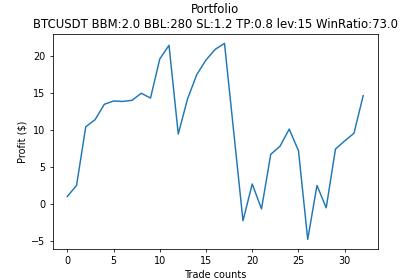 Portfolio
BTCUSDT BBM:2.0 BBL:280 SL:1.2 TP:0.8 lev:15 WinRatio:73.0
20
15
10
5
0
−5
Profit ($)
0 5 10 15 20 25 30
Trade counts